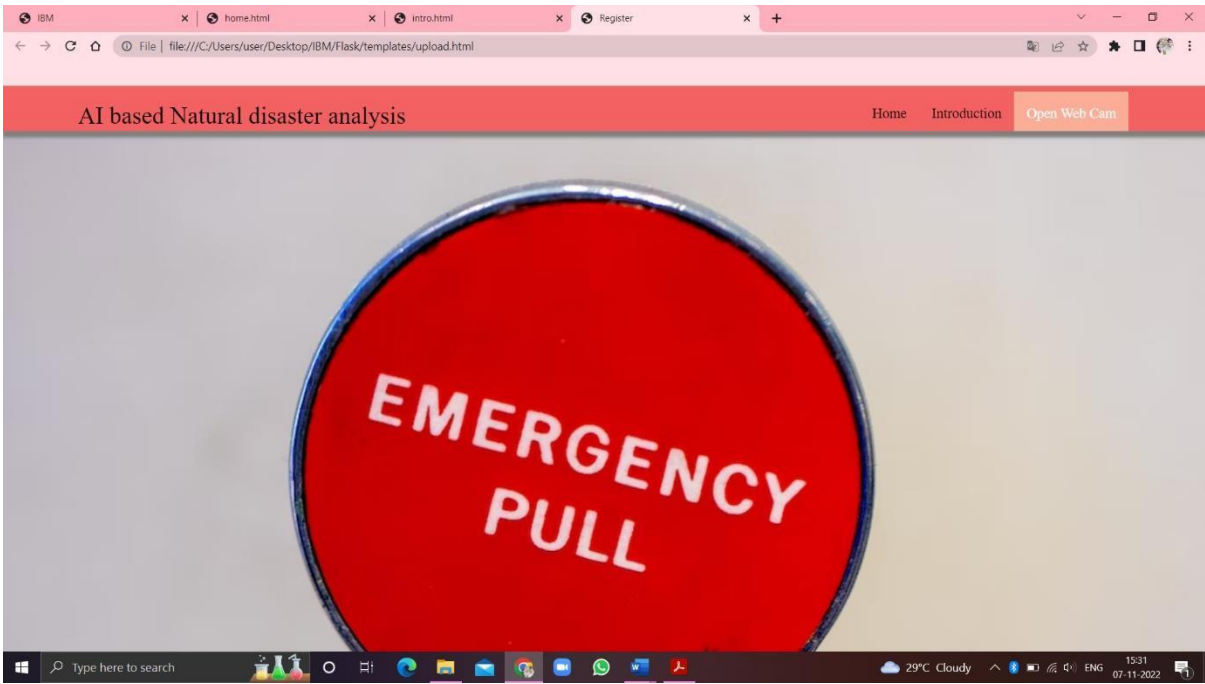 IBM
home.html
intro.html
Register
File | file:///C:/Users/user/Desktop/IBM/Flask/templates/upload.html
AI based Natural disaster analysis
Home Introduction Open Web Cam
EMERGENCY
PULL
Type here to search
29°C Cloudy
ENG
15:31
07-11-2022